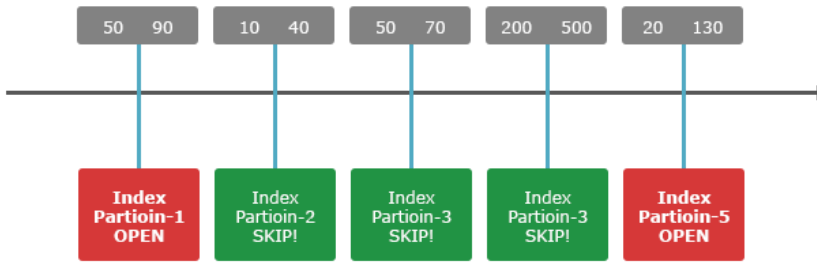 50 90
10 40
50 70
200 500
20 130
Index
Partioin-1
OPEN
Index
Partioin-2
SKIP!
Index
Partioin-3
SKIP!
Index
Partioin-3
SKIP!
Index
Partioin-5
OPEN